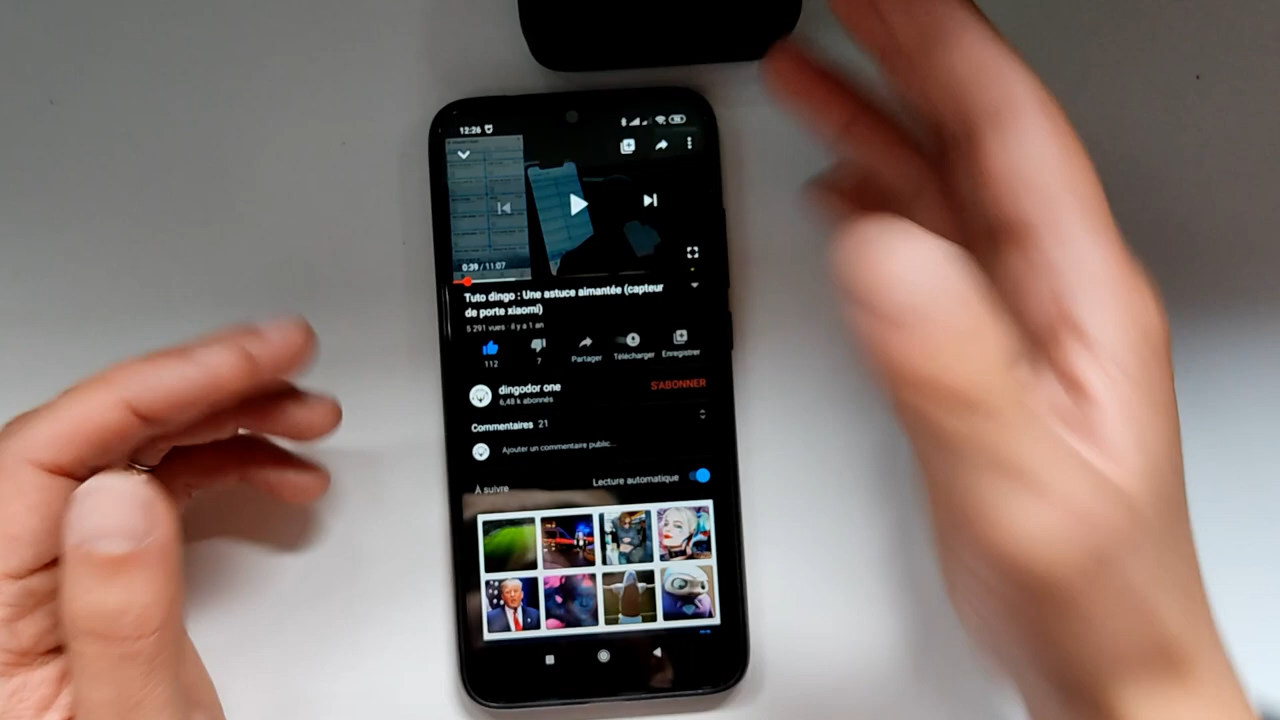 12:26
0:39 / 11:07
Tuto dingo : Une astuce aimantée (capteur
de porte xiaomi)
5 291 vues · il y a 1 an
112
7
Partager
Télécharger
Enregistrer
dingodor one
S'ABONNER
6,48 k abonnés
Commentaires 21
Ajouter un commentaire public...
À suivre
Lecture automatique